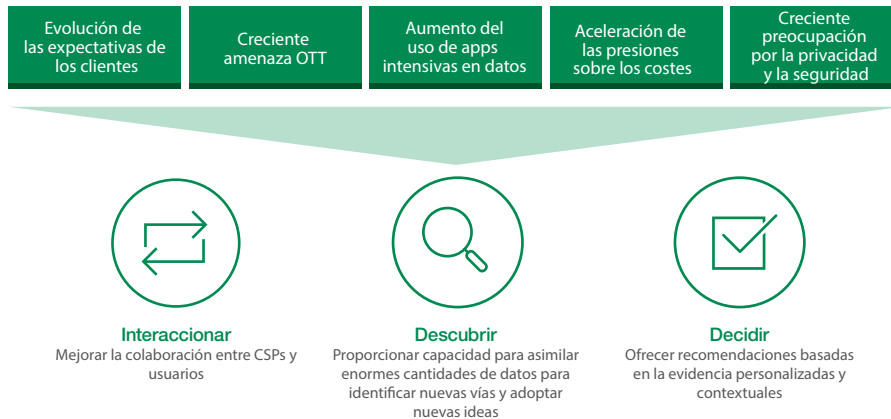 Evolución de
las expectativas de
los clientes
Creciente
amenaza OTT
Aumento del
uso de apps
intensivas en datos
Aceleración de
las presiones
sobre los costes
Creciente
preocupación
por la privacidad
y la seguridad
Interaccionar
Mejorar la colaboración entre CSPs y
usuarios
Descubrir
Proporcionar capacidad para asimilar
enormes cantidades de datos para
identificar nuevas vías y adoptar
nuevas ideas
Decidir
Ofrecer recomendaciones basadas
en la evidencia personalizadas y
contextuales